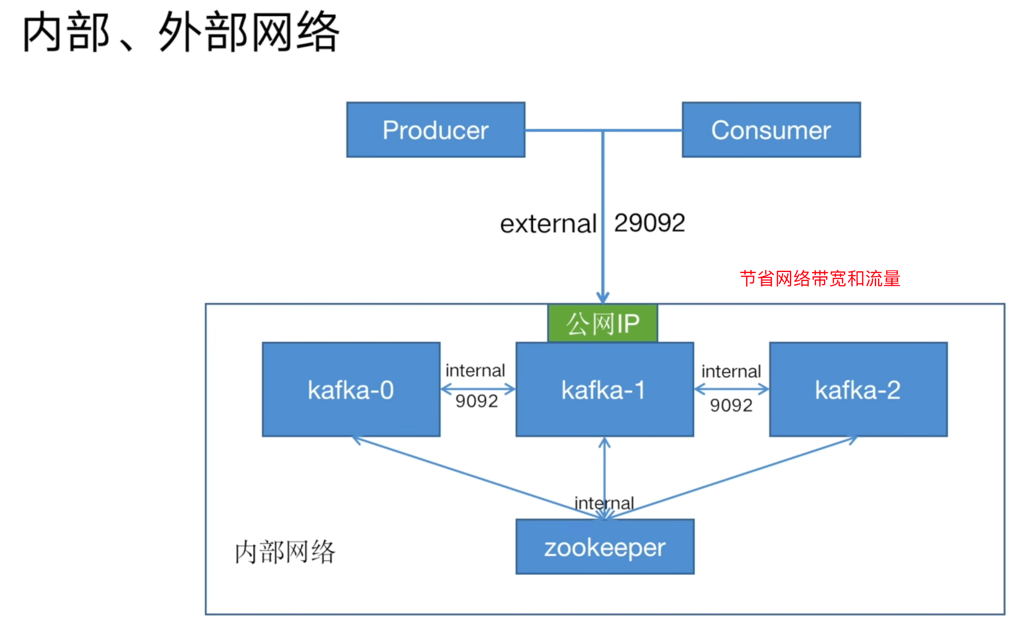 内部、外部网络
Producer
Consumer
external 29092
节省网络带宽和流量
公网IP
kafka-0
internal
9092
kafka-1
internal
9092
kafka-2
internal
zookeeper
内部网络